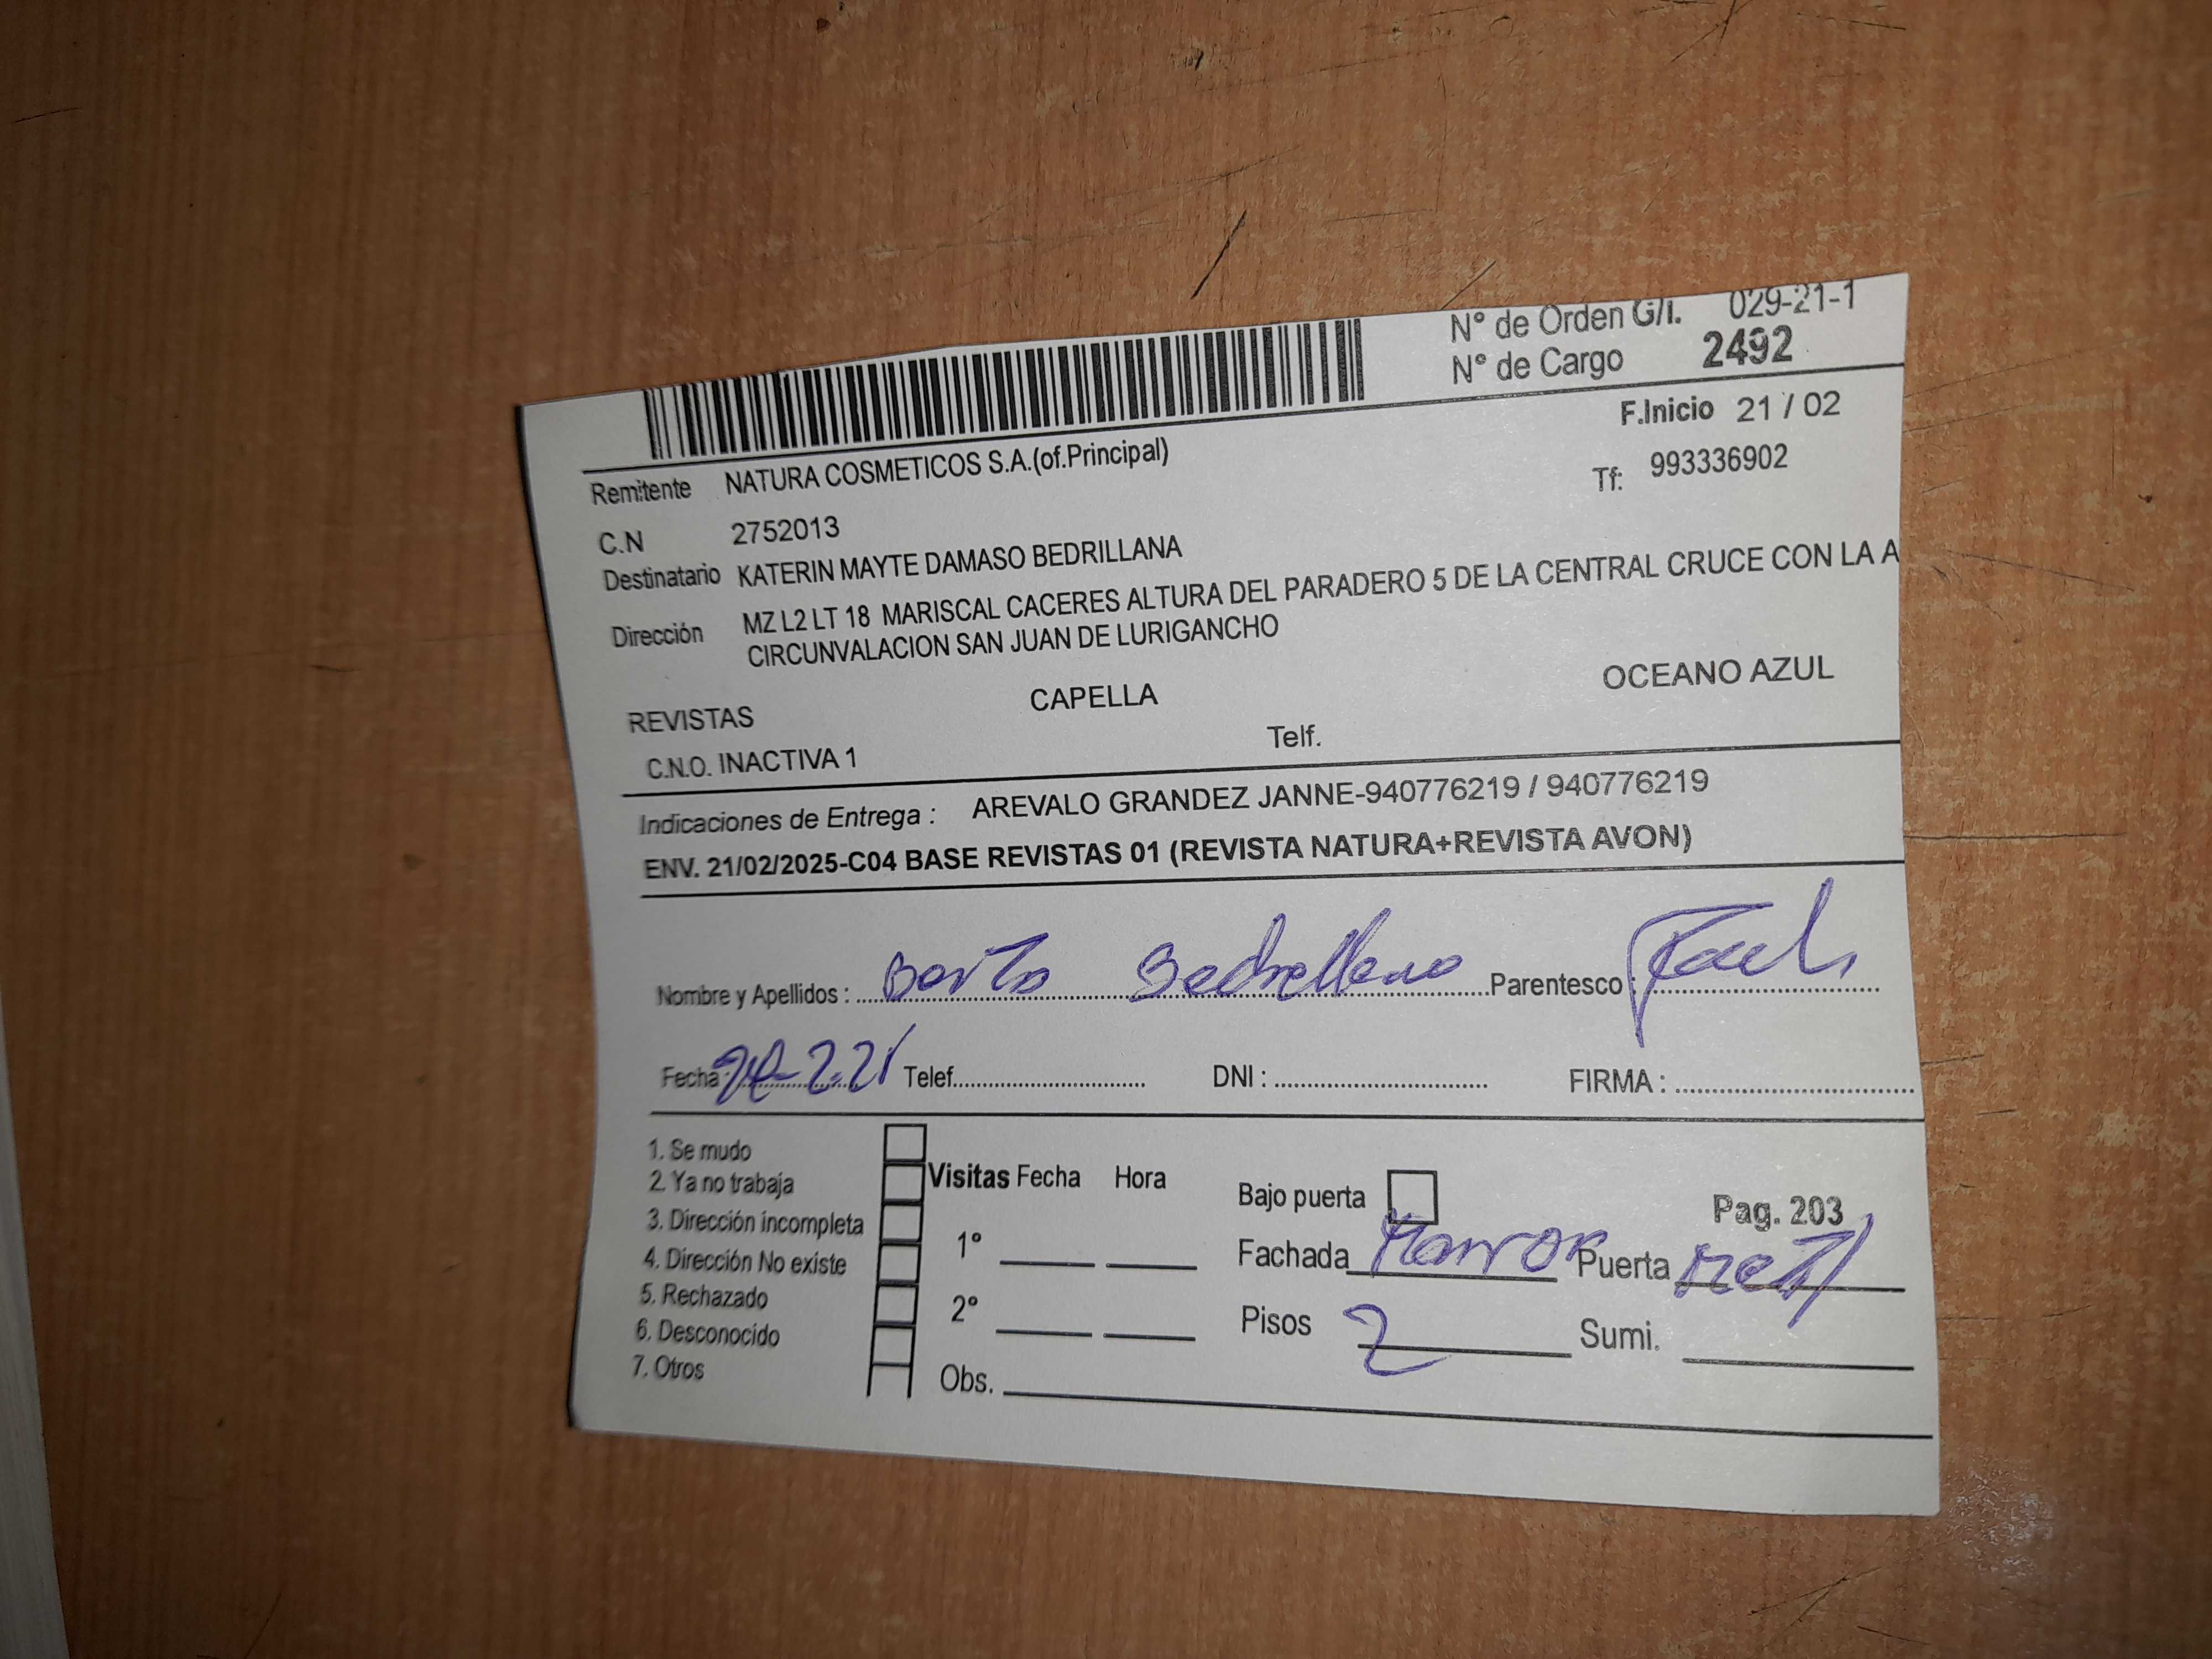 N° de Orden G/I. 029-21-1
N° de Cargo 2492
F.Inicio 21 / 02
Remitente NATURA COSMETICOS S.A.(of.Principal)
Tf: 993336902
C.N 2752013
Destinatario KATERIN MAYTE DAMASO BEDRILLANA
Dirección MZ L2 LT 18 MARISCAL CACERES ALTURA DEL PARADERO 5 DE LA CENTRAL CRUCE CON LA A
CIRCUNVALACION SAN JUAN DE LURIGANCHO
REVISTAS CAPELLA OCEANO AZUL
C.N.O. INACTIVA 1 Telf.
Indicaciones de Entrega : AREVALO GRANDEZ JANNE-940776219 / 940776219
ENV. 21/02/2025-C04 BASE REVISTAS 01 (REVISTA NATURA+REVISTA AVON)
Nombre y Apellidos : Parentesco :
Fecha : Telef. DNI : FIRMA :
1. Se mudo
2. Ya no trabaja
3. Dirección incompleta
4. Dirección No existe
5. Rechazado
6. Desconocido
7. Otros
Visitas Fecha Hora
1°
2°
Obs.
Bajo puerta Pag. 203
Fachada Puerta
Pisos 2 Sumi.